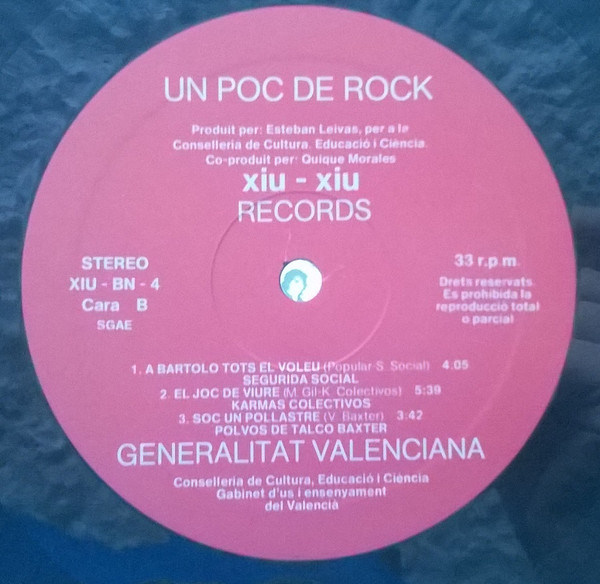 UN POC DE ROCK
Produit per: Esteban Leivas, per a le
Conselleria de Cultura. Educació i Ciència.
Co-produit per: Quique Morales
xiu - xiu
RECORDS
STEREO
XIU - BN - 4
Cara B
SGAE
33 r.p.m.
Drets reservats.
Es prohibida la
reproducció total
o parcial
1. A BARTOLO TOTS EL VOLEU (Popular-S. Social) 4:05
SEGURIDA SOCIAL
2. EL JOC DE VIURE (M. Gil-K. Colectivos) 5:39
KARMAS COLECTIVOS
3. SOC UN POLLASTRE (V. Baxter) 3:42
POLVOS DE TALCO BAXTER
GENERALITAT VALENCIANA
Conselleria de Cultura, Educació i Ciència
Gabinet d'us i ensenyament
del Valencià